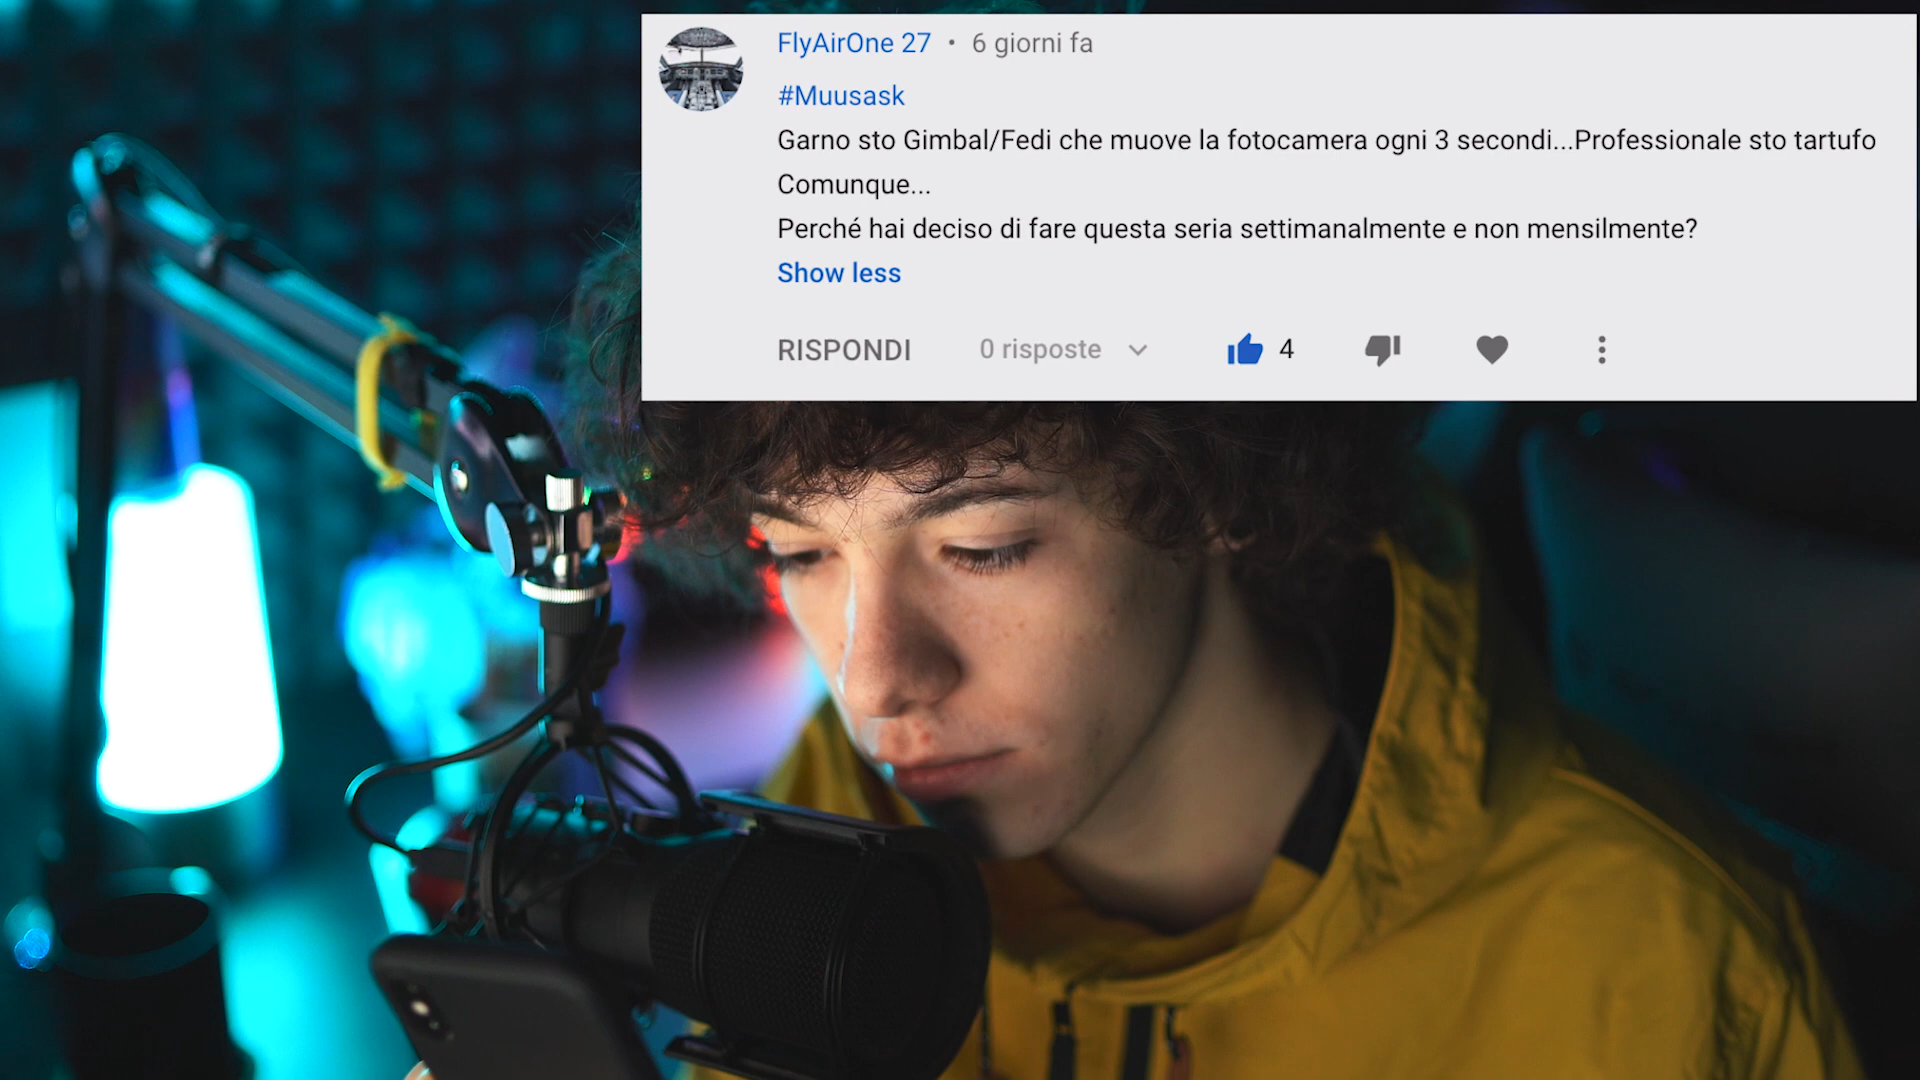 FlyAirOne 27 • 6 giorni fa
#Muusask
Garno sto Gimbal/Fedi che muove la fotocamera ogni 3 secondi...Professionale sto tartufo
Comunque...
Perché hai deciso di fare questa seria settimanalmente e non mensilmente?
Show less
RISPONDI 0 risposte 4